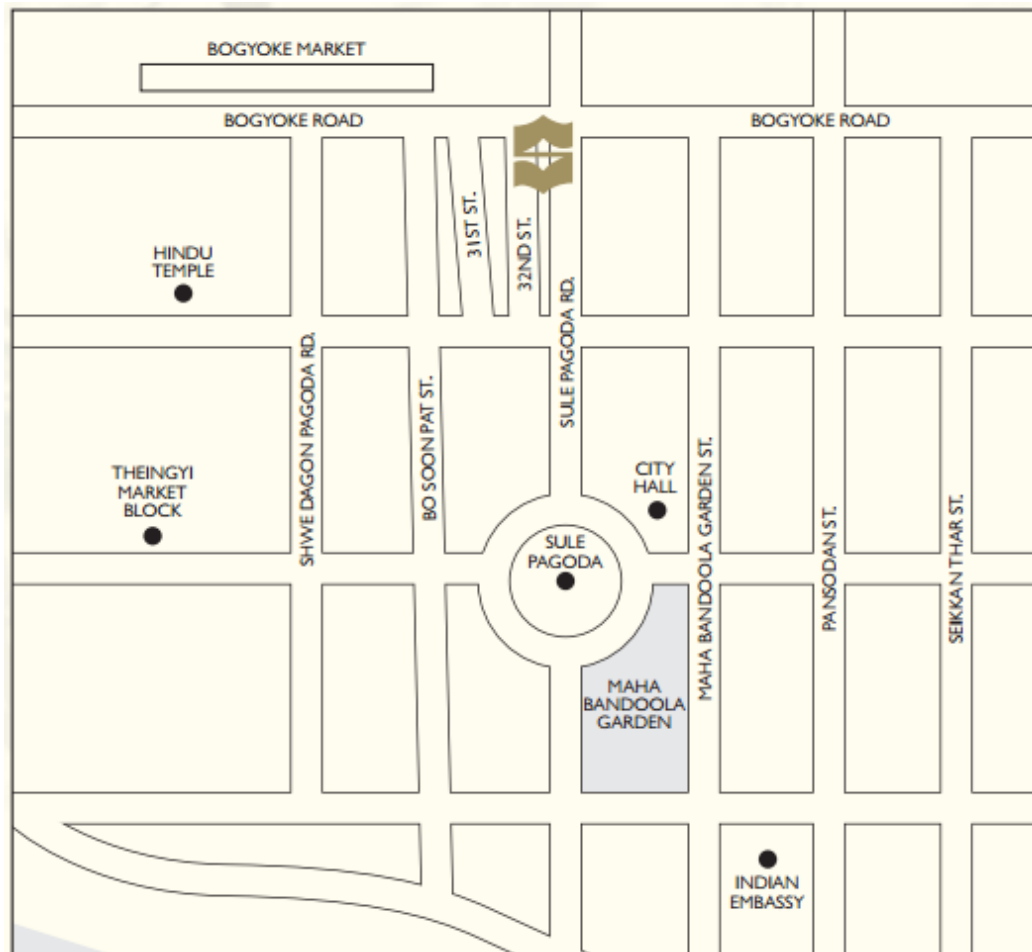 BOGYOKE MARKET
BOGYOKE ROAD
BOGYOKE ROAD
31ST ST.
32ND ST.
HINDU
TEMPLE
SULE PAGODA RD.
SHWE DAGON PAGODA RD.
BO SOON PAT ST.
THEINGYI
MARKET
BLOCK
CITY
HALL
MAHA BANDOOLA GARDEN ST.
PANSODAN ST.
SEIKKAN THAR ST.
SULE
PAGODA
MAHA
BANDOOLA
GARDEN
INDIAN
EMBASSY